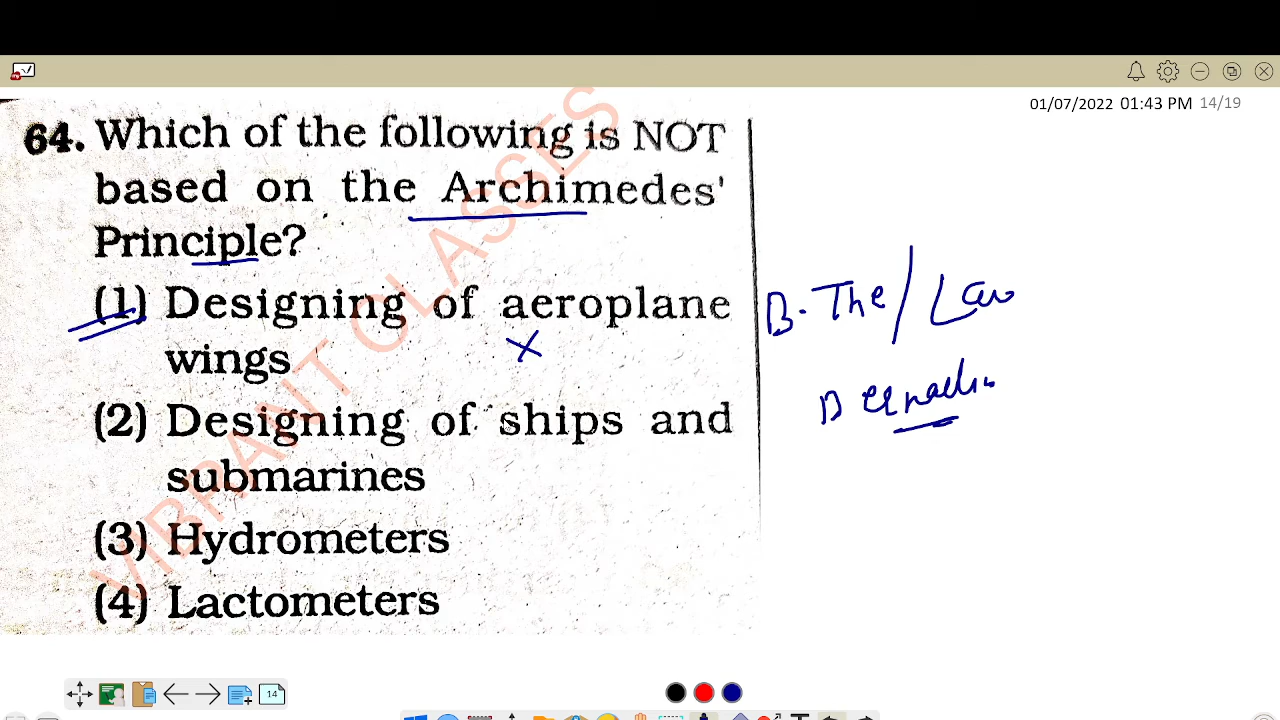 01/07/2022 01:43 PM 14/19
64. Which of the following is NOT
based on the Archimedes'
Principle?
(1) Designing of aeroplane
wings
(2) Designing of ships and
submarines
(3) Hydrometers
(4) Lactometers
B. The / Law
VIBRANT CLASSES
14